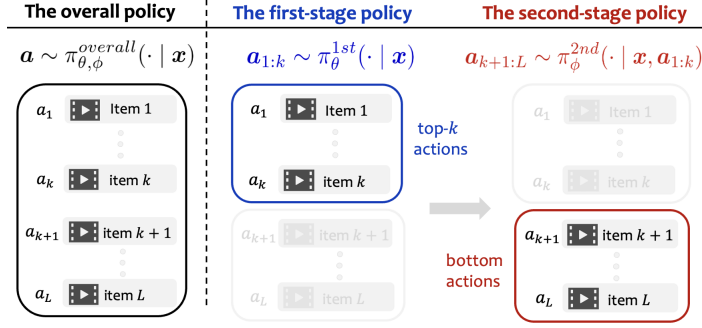 The overall policy
a ∼ π^{overall}_{θ,ϕ}(· | x)
a_1 Item 1
a_k item k
a_{k+1} item k + 1
a_L item L
The first-stage policy
a_{1:k} ∼ π^{1st}_θ(· | x)
a_1 Item 1
a_k item k
top-k
actions
a_{k+1} item k + 1
a_L item L
The second-stage policy
a_{k+1:L} ∼ π^{2nd}_ϕ(· | x, a_{1:k})
a_1 Item 1
a_k item k
bottom
actions
a_{k+1} item k + 1
a_L item L